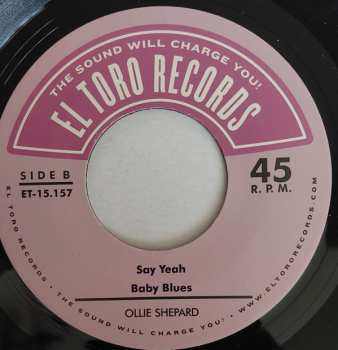 THE SOUND WILL CHARGE YOU!
EL TORO RECORDS
SIDE B
ET-15.157
45
R.P.M.
Say Yeah
Baby Blues
OLLIE SHEPARD
EL TORO RECORDS • THE SOUND WILL CHARGE YOU! • WWW.ELTORORECORDS.COM